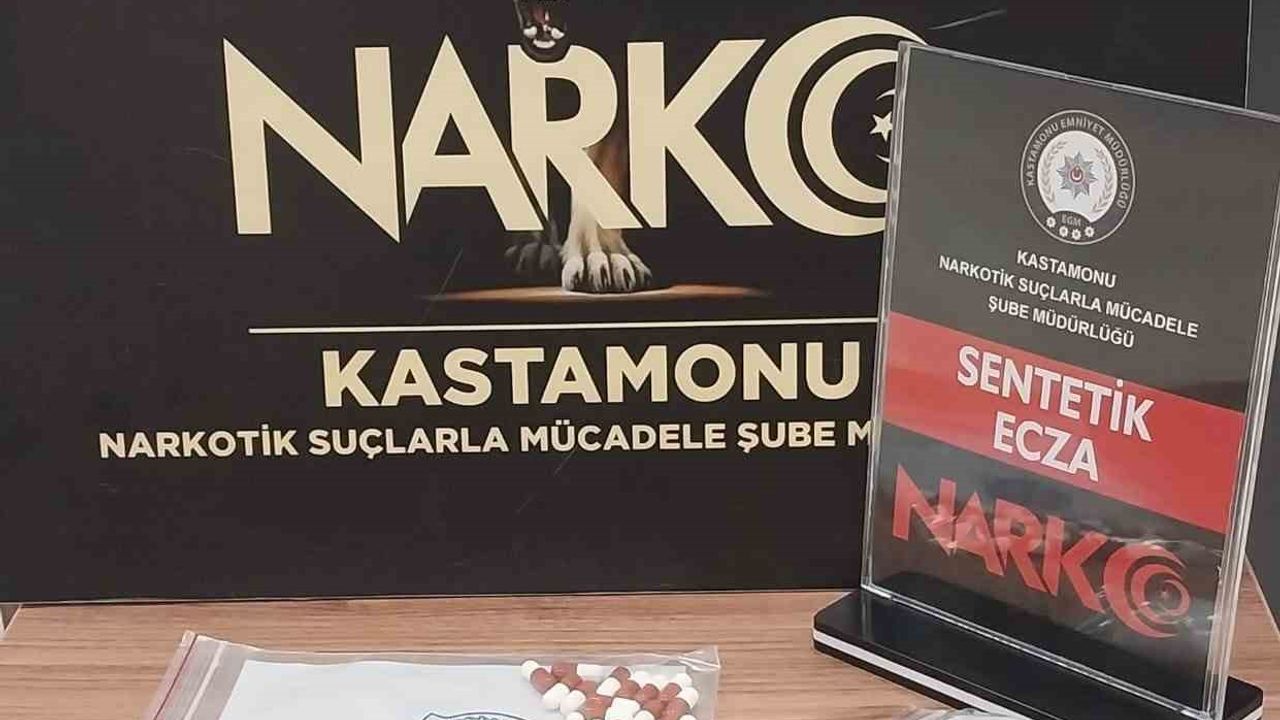 NARKO
KASTAMONU
NARKOTİK SUÇLARLA MÜCADELE ŞUBE M
KASTAMONU EMNİYET MÜDÜRLÜĞÜ
EGM
KASTAMONU
NARKOTİK SUÇLARLA MÜCADELE
ŞUBE MÜDÜRLÜĞÜ
SENTETİK
ECZA
NARKO